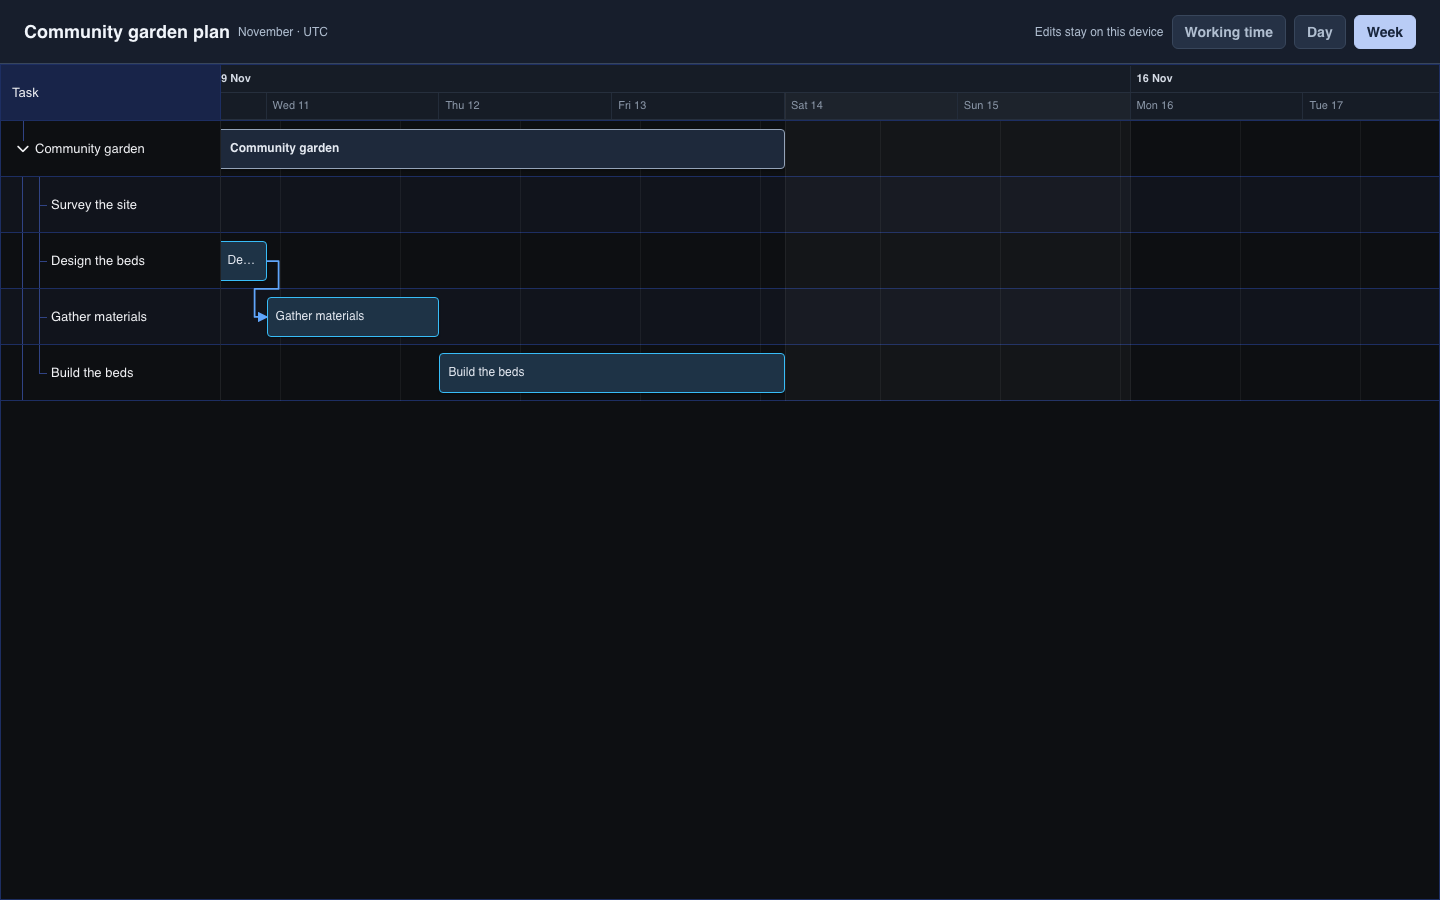 Community garden plan November · UTC
Edits stay on this device Working time Day Week
Task
9 Nov 16 Nov
Wed 11 Thu 12 Fri 13 Sat 14 Sun 15 Mon 16 Tue 17
Community garden Community garden
Survey the site
Design the beds De…
Gather materials Gather materials
Build the beds Build the beds